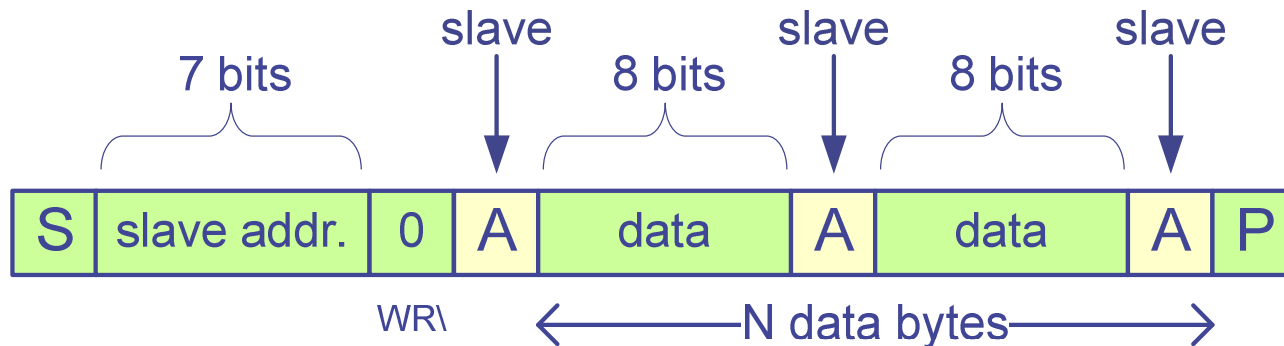 slave slave slave
7 bits 8 bits 8 bits
S slave addr. 0 A data A data A P
WR\ N data bytes